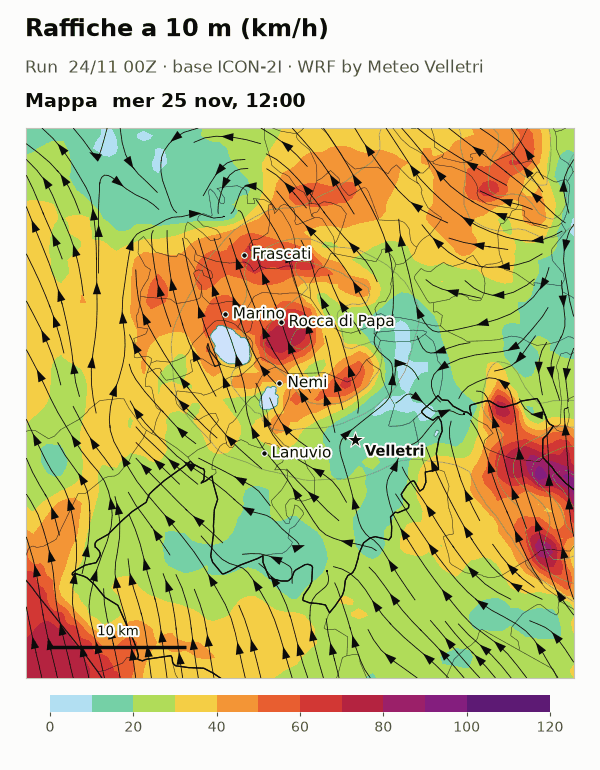 Raffiche a 10 m (km/h)
Run 24/11 00Z · base ICON-2I · WRF by Meteo Velletri
Mappa mer 25 nov, 12:00
Frascati
Marino
Rocca di Papa
Nemi
Velletri
Lanuvio
10 km
0 20 40 60 80 100 120